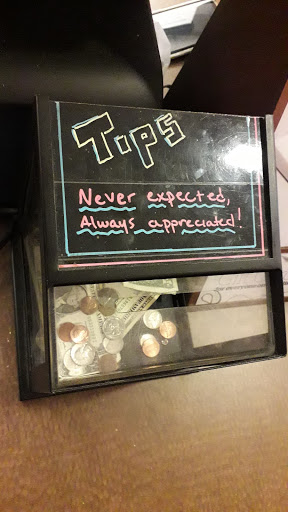 Tips
Never expected,
Always appreciated!